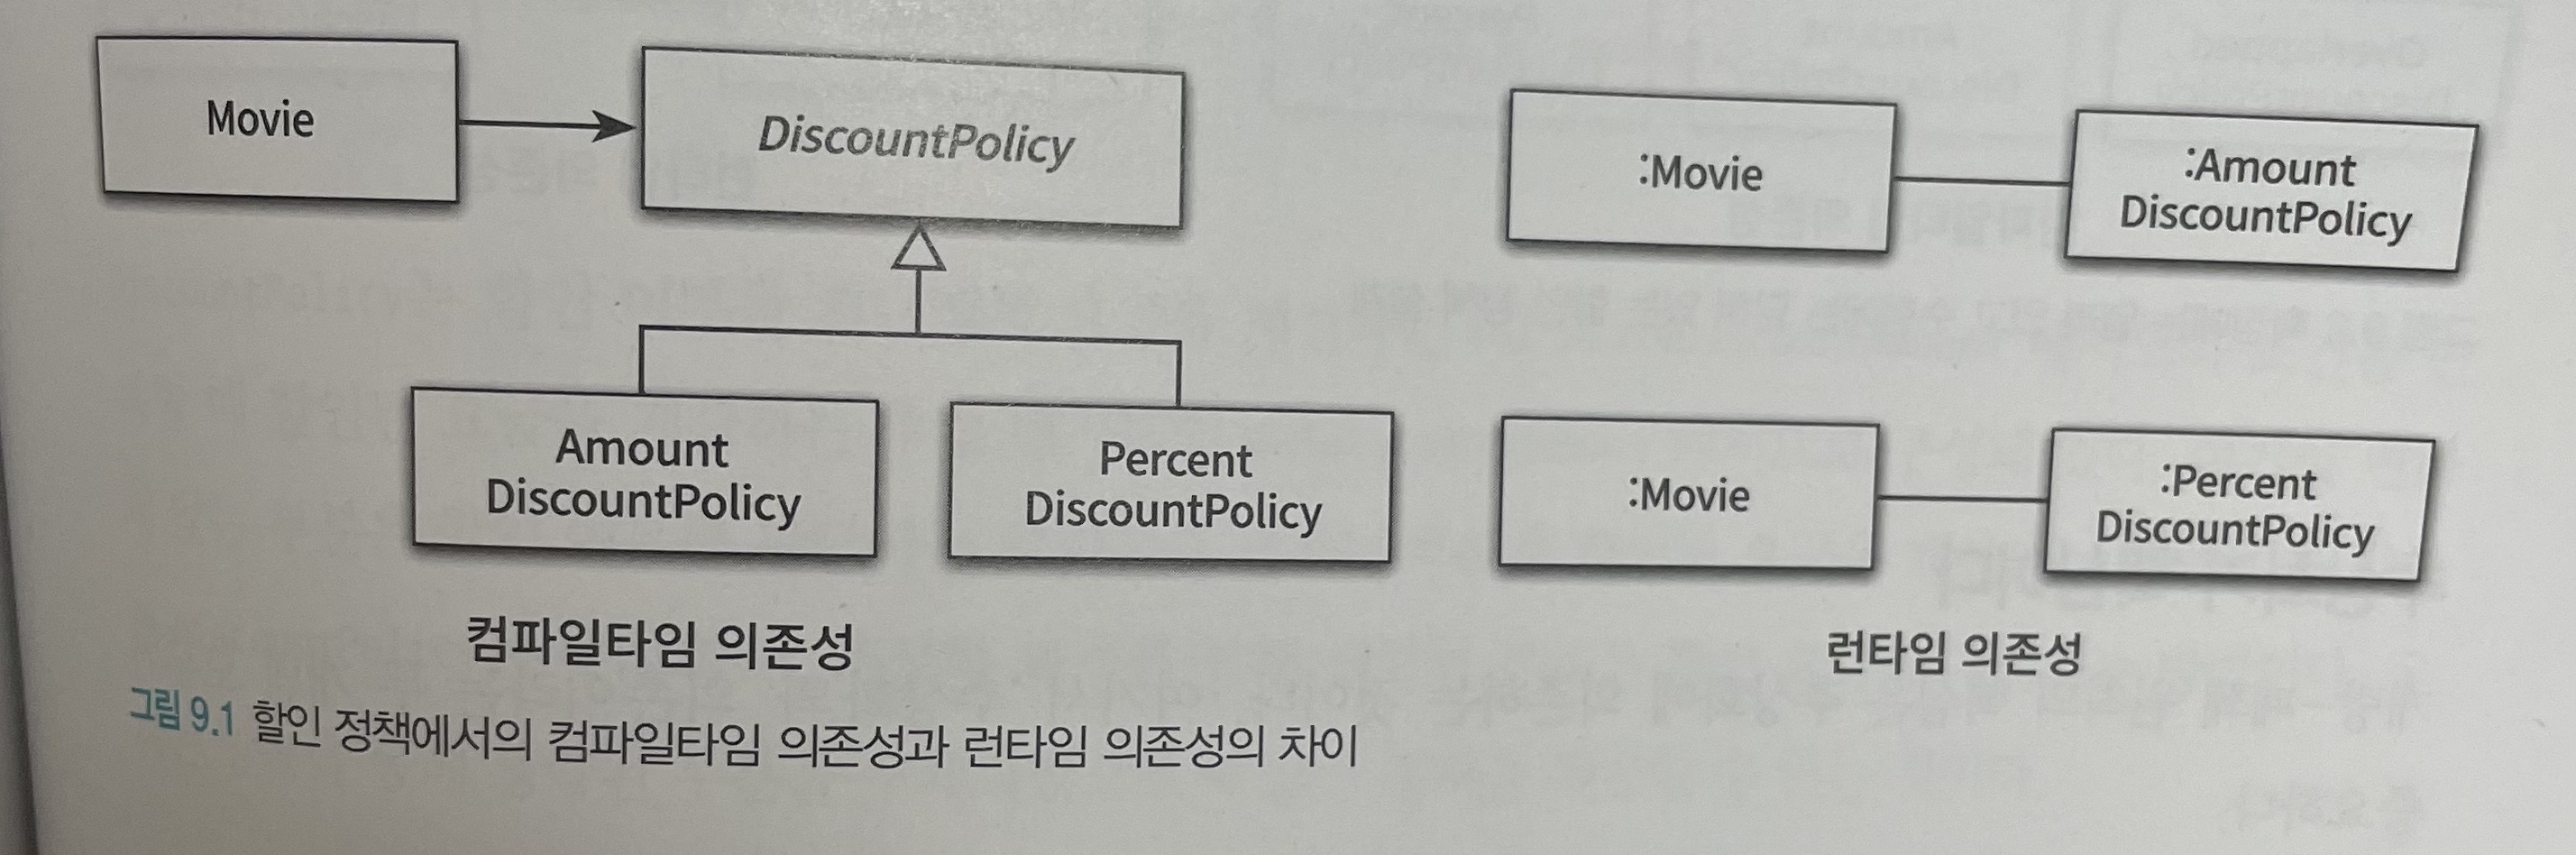 Movie
DiscountPolicy
Amount
DiscountPolicy
Percent
DiscountPolicy
컴파일타임 의존성
:Movie
:Amount
DiscountPolicy
:Movie
:Percent
DiscountPolicy
런타임 의존성
그림 9.1 할인 정책에서의 컴파일타임 의존성과 런타임 의존성의 차이